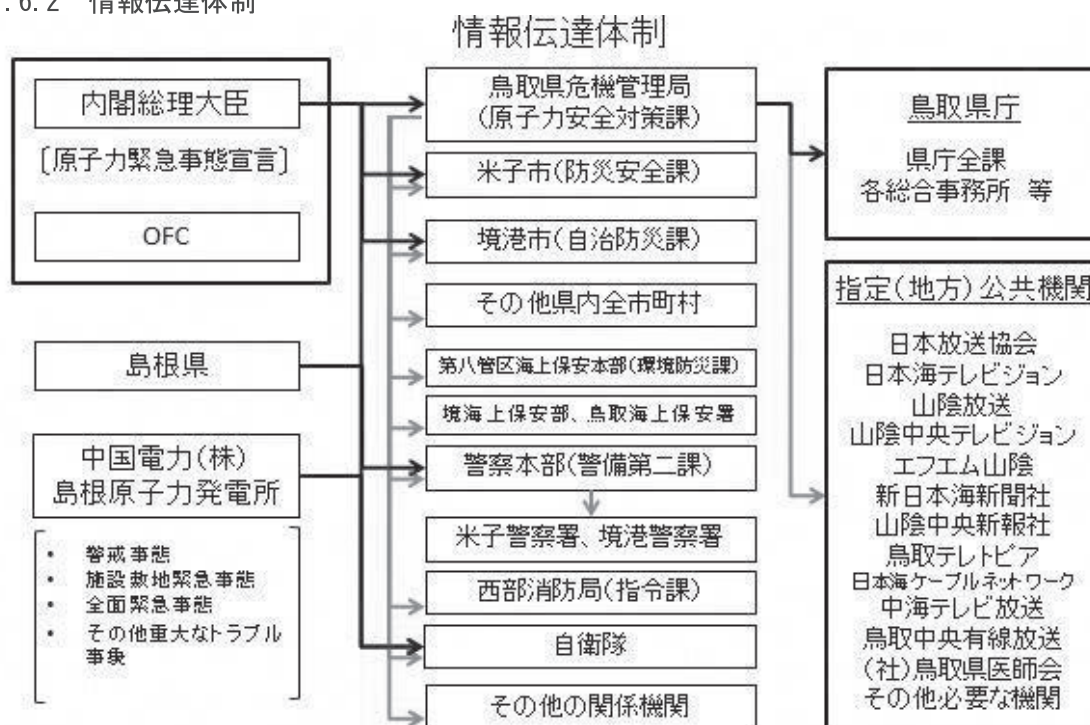 .6.2 情報伝達体制
情報伝達体制
内閣総理大臣
[原子力緊急事態宣言]
OFC
島根県
中国電力(株)
島根原子力発電所
・ 警戒事態
・ 施設敷地緊急事態
・ 全面緊急事態
・ その他重大なトラブル
事象
鳥取県危機管理局
(原子力安全対策課)
米子市(防災安全課)
境港市(自治防災課)
その他県内全市町村
第八管区海上保安本部(環境防災課)
境海上保安部、鳥取海上保安署
警察本部(警備第二課)
米子警察署、境港警察署
西部消防局(指令課)
自衛隊
その他の関係機関
鳥取県庁
県庁全課
各総合事務所 等
指定(地方)公共機関
日本放送協会
日本海テレビジョン
山陰放送
山陰中央テレビジョン
エフエム山陰
新日本海新聞社
山陰中央新報社
鳥取テレトピア
日本海ケーブルネットワーク
中海テレビ放送
鳥取中央有線放送
(社)鳥取県医師会
その他必要な機関